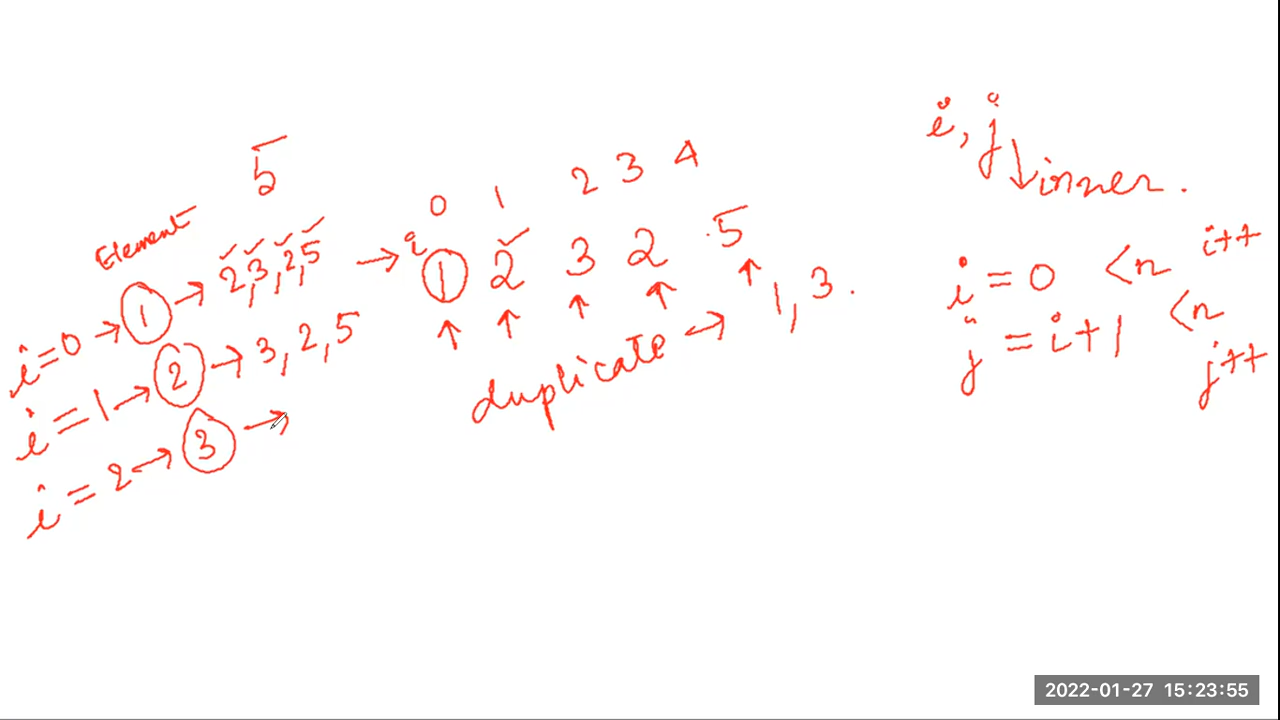 5
Element
i=0 → 1 → 2,3,2,5
i=1 → 2 → 3, 2, 5
i=2 → 3 →
0 1 2 3 4
→ 1 2 3 2 5
duplicate → 1, 3.
i, j
↓ inner.
i = 0 <n i++
j = i+1 <n
j++
2022-01-27 15:23:55